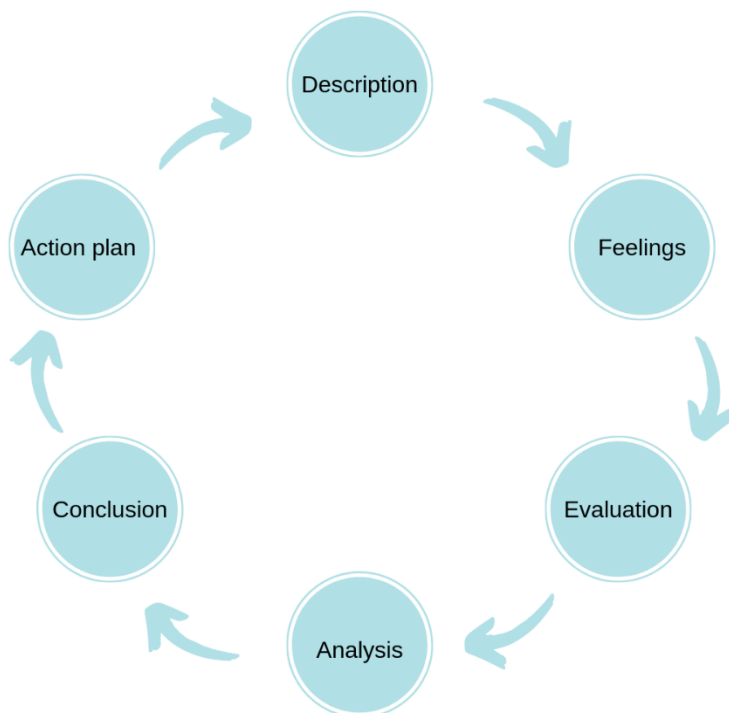 Description
Feelings
Evaluation
Analysis
Conclusion
Action plan